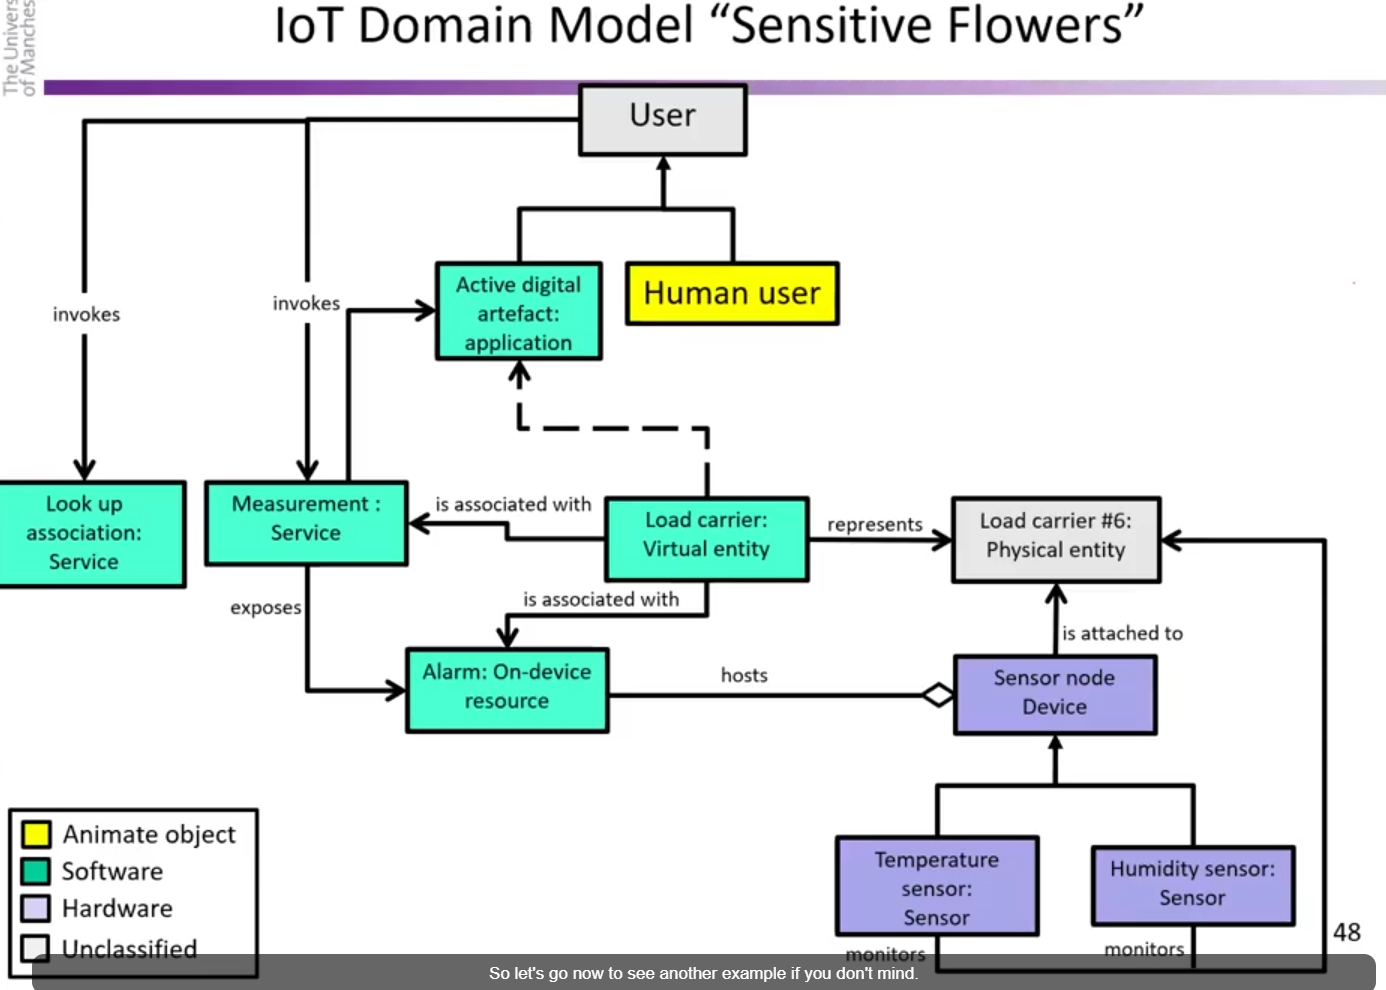 The Univers
of Manches
IoT Domain Model “Sensitive Flowers”
User
invokes
invokes
Active digital
artefact:
application
Human user
Look up
association:
Service
Measurement :
Service
is associated with
Load carrier:
Virtual entity
represents
Load carrier #6:
Physical entity
exposes
is associated with
is attached to
Alarm: On-device
resource
hosts
Sensor node
Device
Temperature
sensor:
Sensor
Humidity sensor:
Sensor
monitors
monitors
Animate object
Software
Hardware
Unclassified
48
So let's go now to see another example if you don't mind.